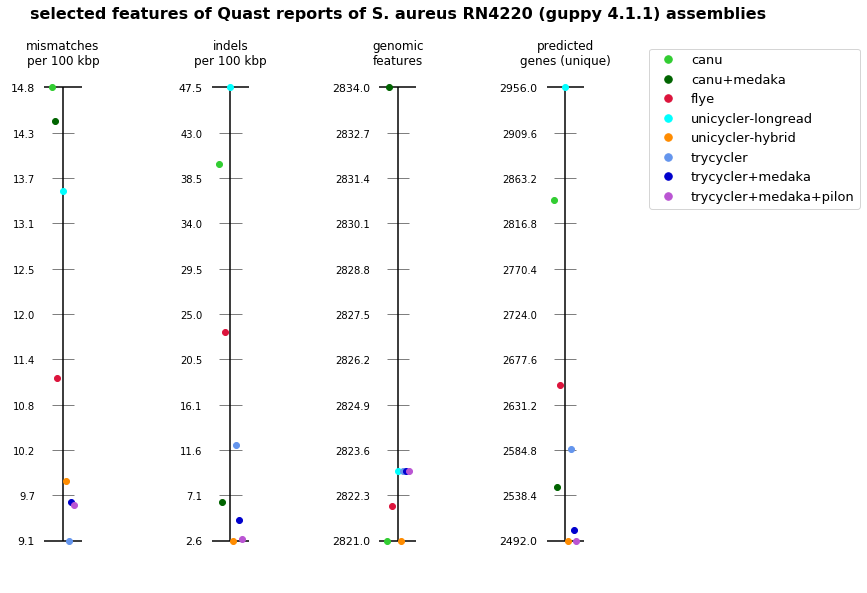 selected features of Quast reports of S. aureus RN4220 (guppy 4.1.1) assemblies
mismatches
per 100 kbp
14.8
14.3
13.7
13.1
12.5
12.0
11.4
10.8
10.2
9.7
9.1
indels
per 100 kbp
47.5
43.0
38.5
34.0
29.5
25.0
20.5
16.1
11.6
7.1
2.6
genomic
features
2834.0
2832.7
2831.4
2830.1
2828.8
2827.5
2826.2
2824.9
2823.6
2822.3
2821.0
predicted
genes (unique)
2956.0
2909.6
2863.2
2816.8
2770.4
2724.0
2677.6
2631.2
2584.8
2538.4
2492.0
canu
canu+medaka
flye
unicycler-longread
unicycler-hybrid
trycycler
trycycler+medaka
trycycler+medaka+pilon